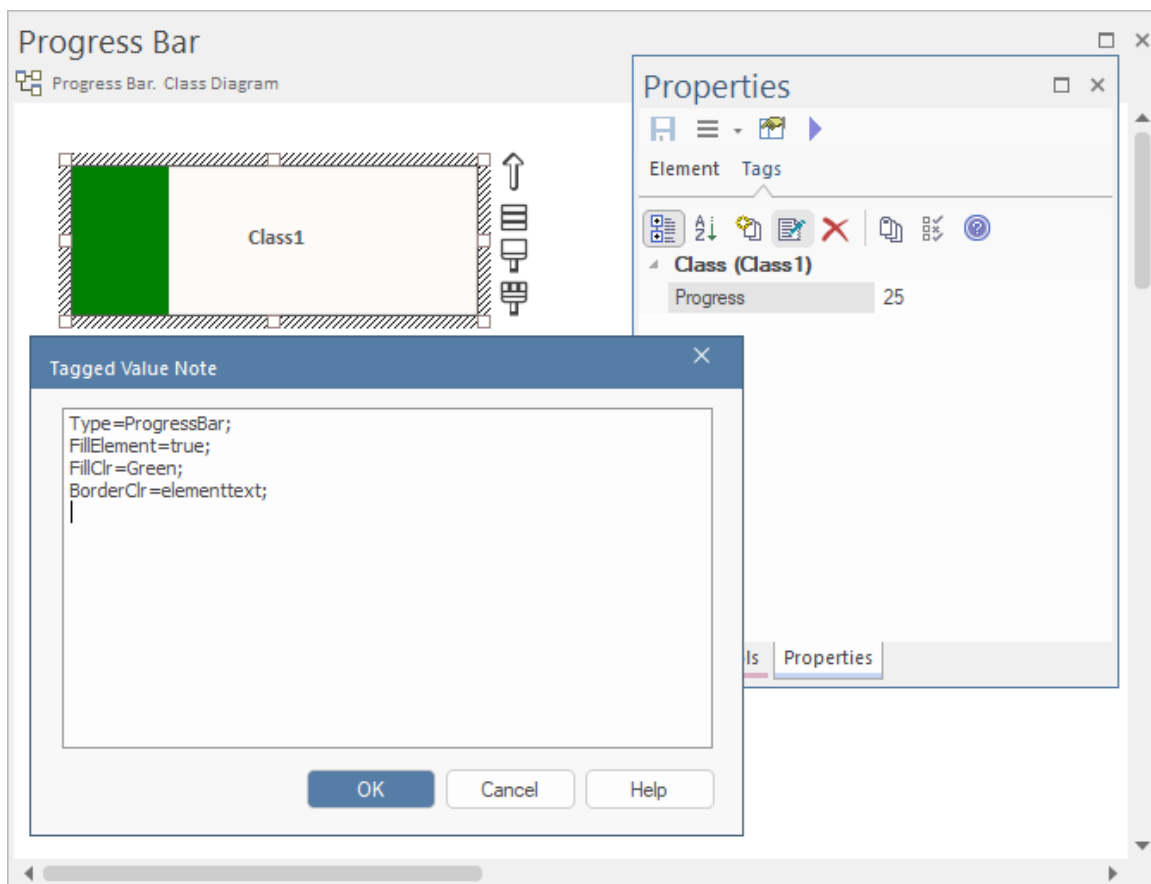 Progress Bar
Progress Bar. Class Diagram
Properties
Element Tags
Class (Class1)
Progress 25
Class1
Tagged Value Note
Type=ProgressBar;
FillElement=true;
FillClr=Green;
BorderClr=elementtext;
ls Properties
OK Cancel Help